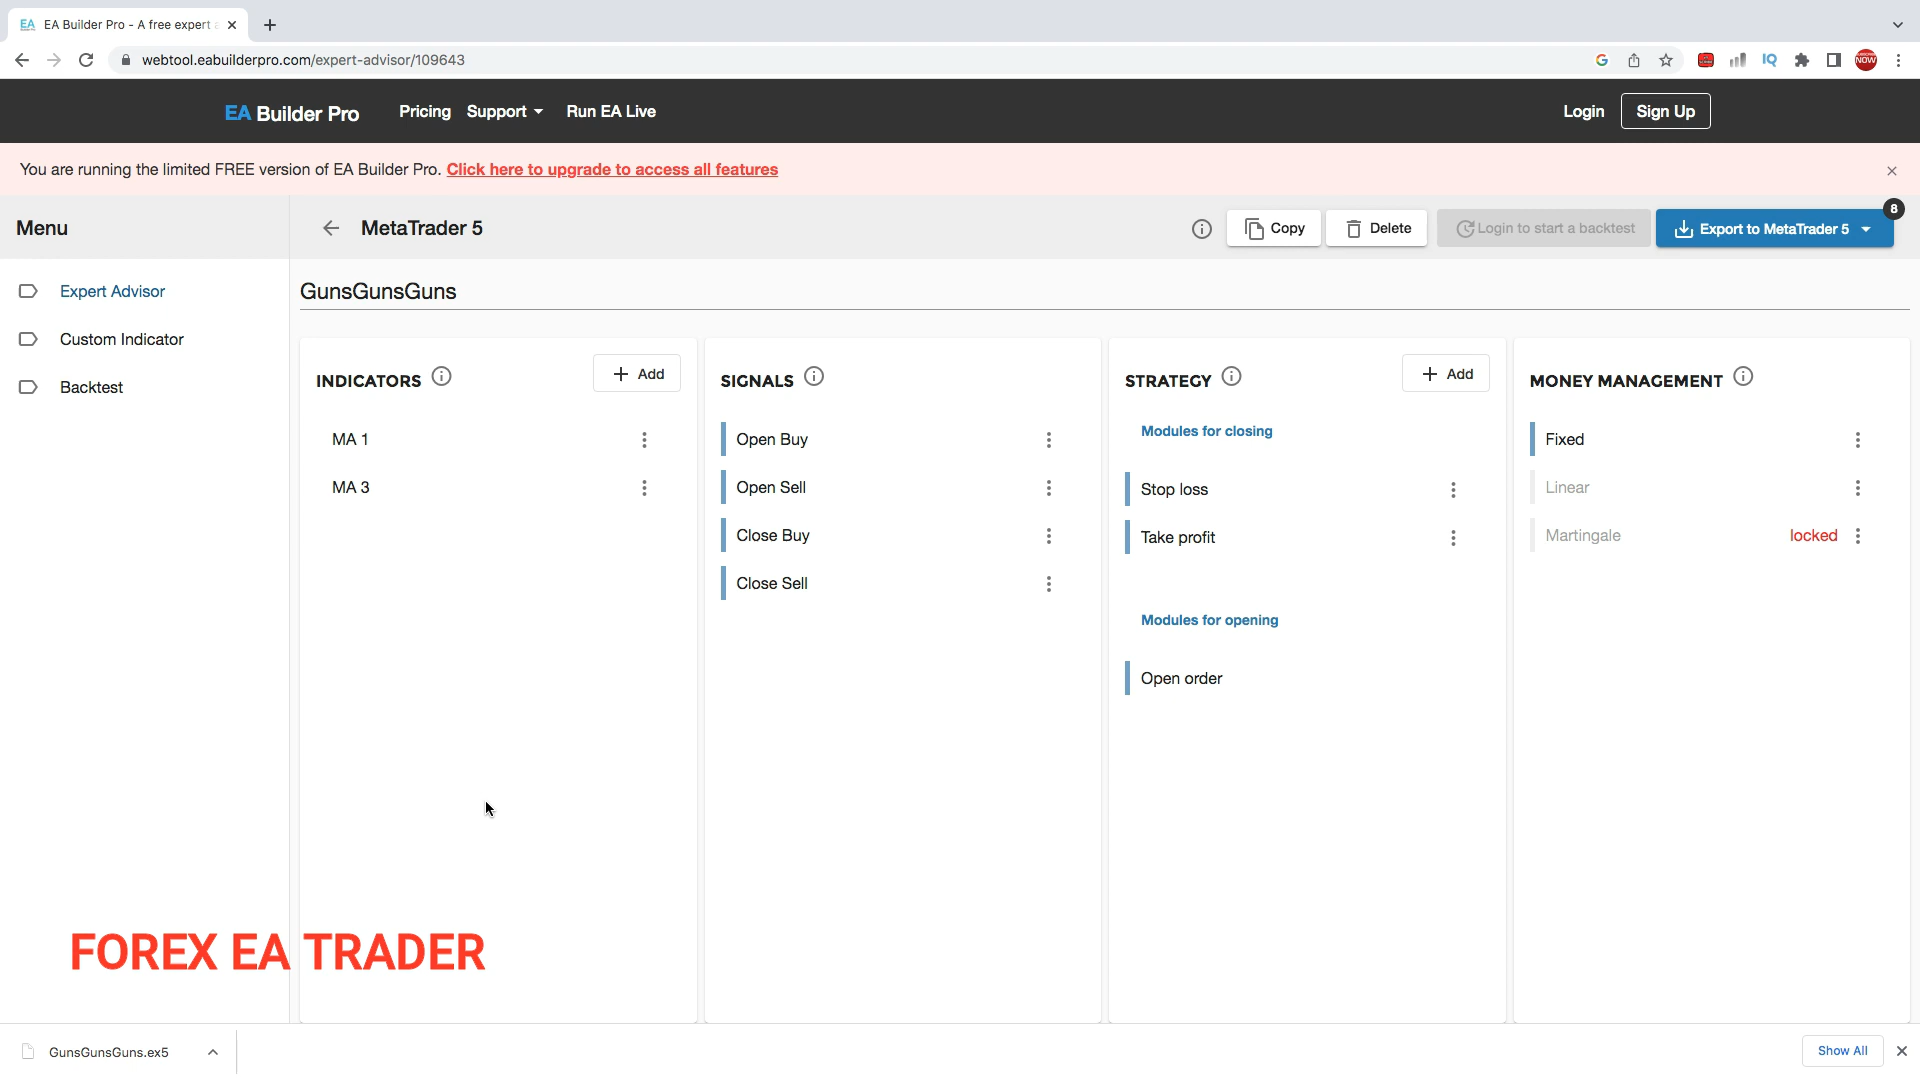 EA EA Builder Pro - A free expert
webtool.eabuilderpro.com/expert-advisor/109643
IQ
NOW
EA Builder Pro Pricing Support Run EA Live Login Sign Up
You are running the limited FREE version of EA Builder Pro. Click here to upgrade to access all features
Menu
MetaTrader 5
Copy
Delete
Login to start a backtest
Export to MetaTrader 5
8
Expert Advisor
Custom Indicator
Backtest
GunsGunsGuns
INDICATORS
Add
MA 1
MA 3
SIGNALS
Open Buy
Open Sell
Close Buy
Close Sell
STRATEGY
Add
Modules for closing
Stop loss
Take profit
Modules for opening
Open order
MONEY MANAGEMENT
Fixed
Linear
Martingale locked
FOREX EA TRADER
GunsGunsGuns.ex5
Show All